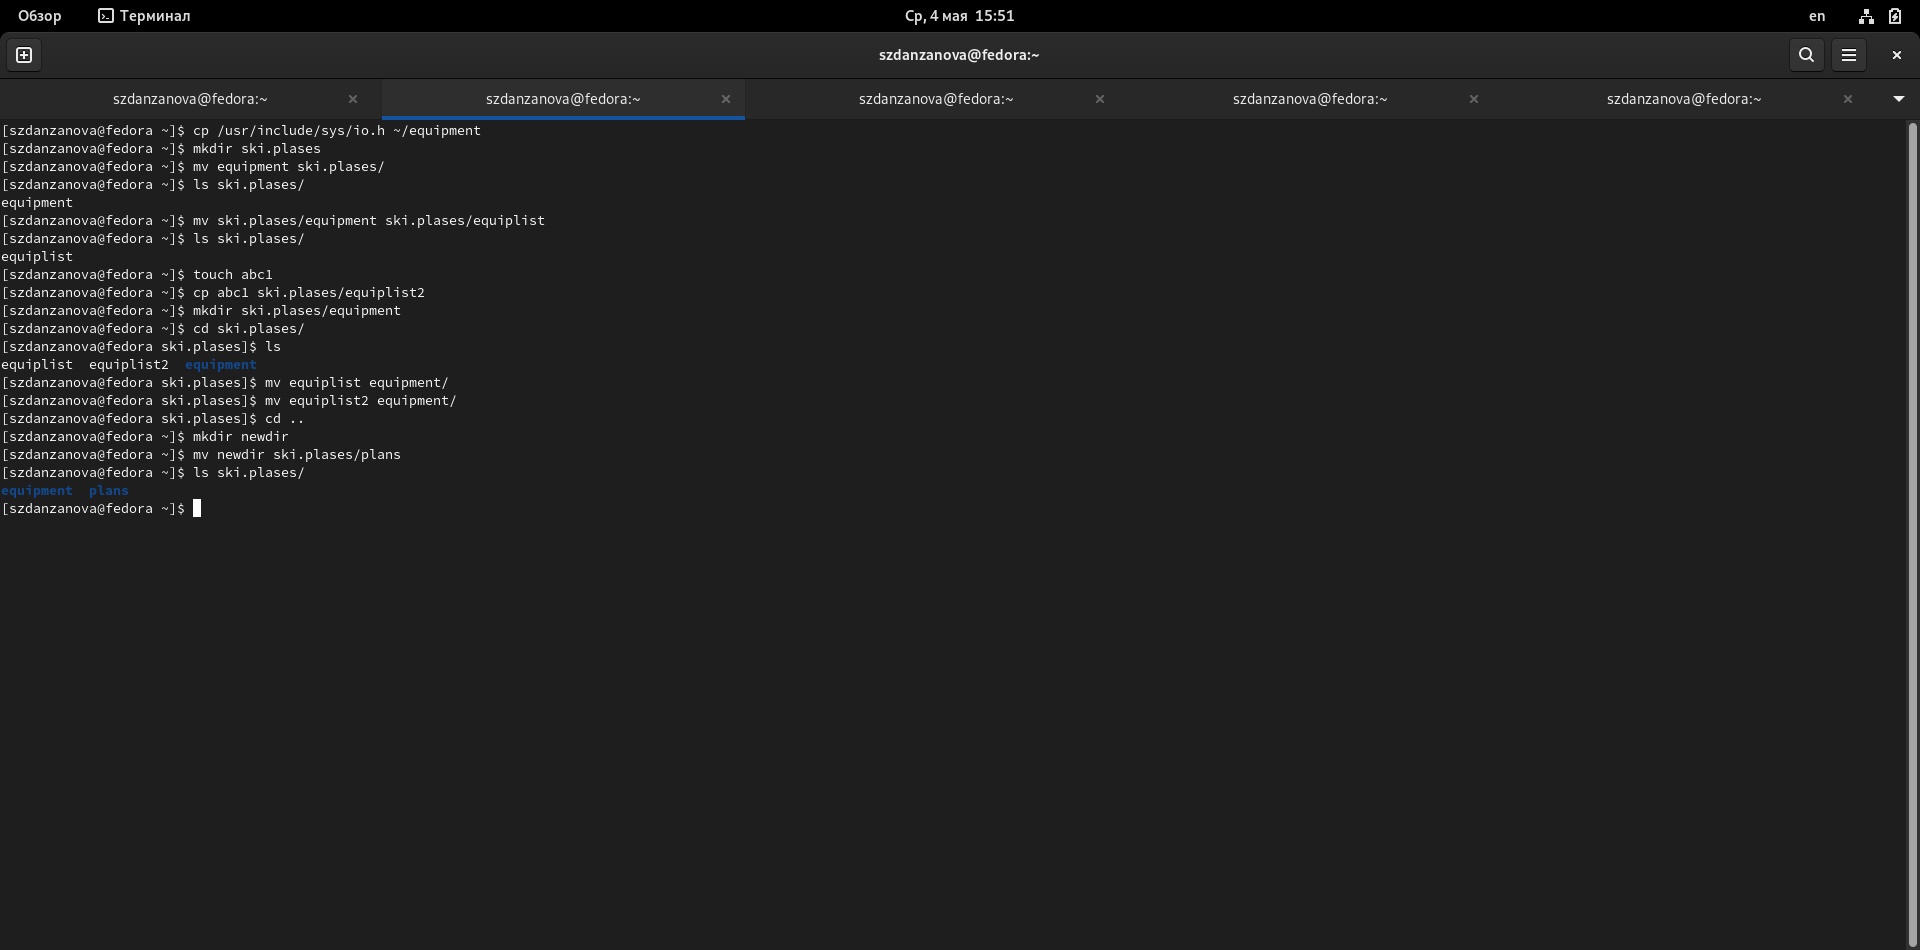 Обзор Терминал Ср, 4 мая 15:51 en
szdanzanova@fedora:~
szdanzanova@fedora:~ szdanzanova@fedora:~ szdanzanova@fedora:~ szdanzanova@fedora:~ szdanzanova@fedora:~
[szdanzanova@fedora ~]$ cp /usr/include/sys/io.h ~/equipment
[szdanzanova@fedora ~]$ mkdir ski.plases
[szdanzanova@fedora ~]$ mv equipment ski.plases/
[szdanzanova@fedora ~]$ ls ski.plases/
equipment
[szdanzanova@fedora ~]$ mv ski.plases/equipment ski.plases/equiplist
[szdanzanova@fedora ~]$ ls ski.plases/
equiplist
[szdanzanova@fedora ~]$ touch abc1
[szdanzanova@fedora ~]$ cp abc1 ski.plases/equiplist2
[szdanzanova@fedora ~]$ mkdir ski.plases/equipment
[szdanzanova@fedora ~]$ cd ski.plases/
[szdanzanova@fedora ski.plases]$ ls
equiplist  equiplist2  equipment
[szdanzanova@fedora ski.plases]$ mv equiplist equipment/
[szdanzanova@fedora ski.plases]$ mv equiplist2 equipment/
[szdanzanova@fedora ski.plases]$ cd ..
[szdanzanova@fedora ~]$ mkdir newdir
[szdanzanova@fedora ~]$ mv newdir ski.plases/plans
[szdanzanova@fedora ~]$ ls ski.plases/
equipment  plans
[szdanzanova@fedora ~]$